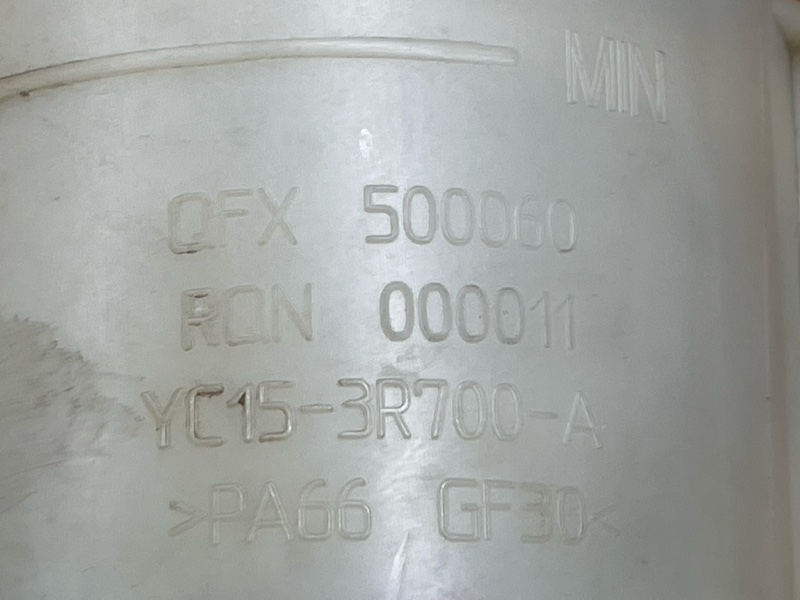 MIN
QFX 500060
RQN 000011
YC15-3R700-A
>PA66 GF30<